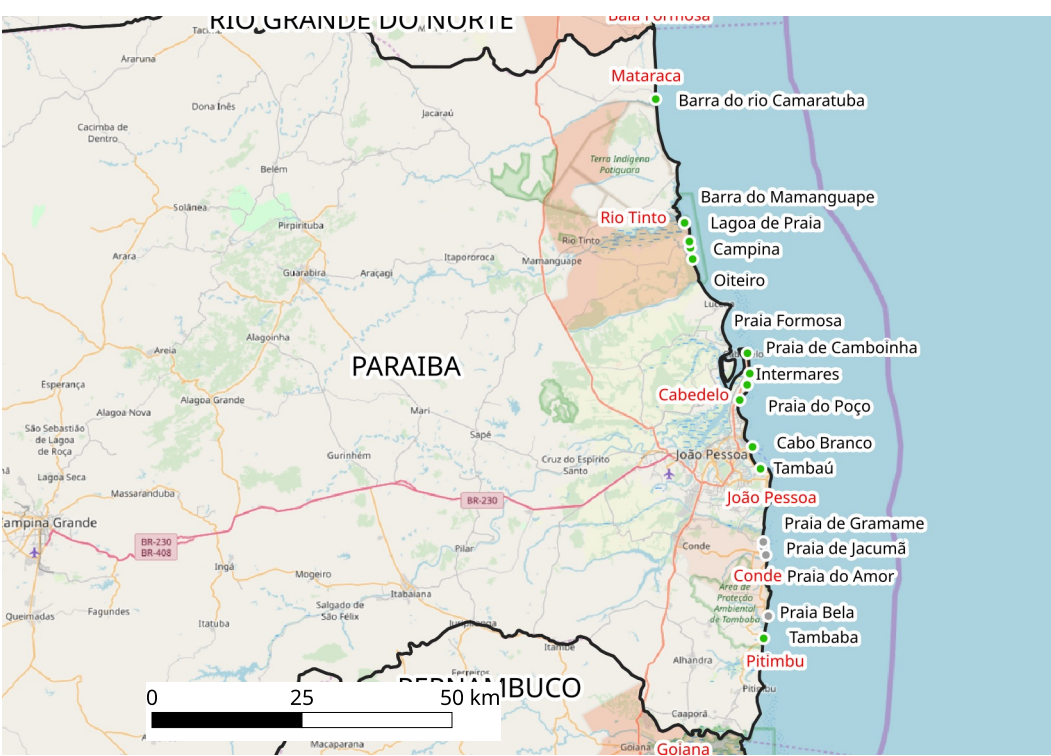 RIO GRANDE DO NORTE
Baía Formosa
Araruna
Mataraca
Barra do rio Camaratuba
Dona Inês
Jacaraú
Cacimba de
Dentro
Belém
Terra Indígena
Potiguara
Solânea
Barra do Mamanguape
Pirpirituba
Rio Tinto
Lagoa de Praia
Rio Tinto
Campina
Arara
Itapororoca
Mamanguape
Guarabira
Araçagi
Oiteiro
Lucena
Praia Formosa
Alagoinha
Praia de Camboinha
Areia
PARAIBA
Intermares
Esperança
Cabedelo
Alagoa Grande
Praia do Poço
Alagoa Nova
Mari
São Sebastião
de Lagoa
de Roça
Sapé
Cabo Branco
Gurinhém
Cruz do Espírito
Santo
João Pessoa
Tambaú
Lagoa Seca
Massaranduba
BR-230
João Pessoa
Campina Grande
Praia de Gramame
BR-230
BR-408
Pilar
Conde
Praia de Jacumã
Ingá
Mogeiro
Conde
Praia do Amor
Itabaiana
Área de
Proteção
Ambiental
de Tambaba
Fagundes
Salgado de
São Félix
Praia Bela
Queimadas
Itatuba
Juripiranga
Tambaba
Itambé
Alhandra
Pitimbu
Ferreiros
PERNAMBUCO
Pitimbu
0
25
50 km
Caaporã
Macaparana
Goiana
Goiana